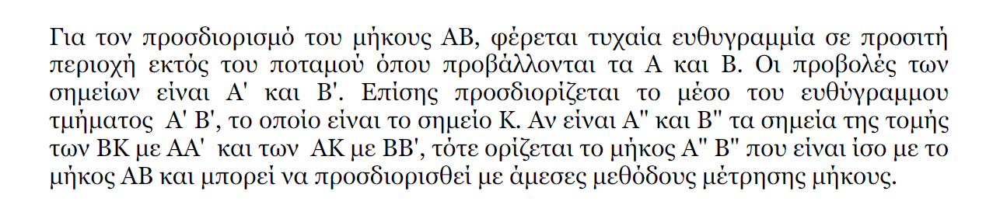 Για τον προσδιορισμό του μήκους ΑΒ, φέρεται τυχαία ευθυγραμμία σε προσιτή
περιοχή εκτός του ποταμού όπου προβάλλονται τα Α και Β. Οι προβολές των
σημείων είναι Α' και Β'. Επίσης προσδιορίζεται το μέσο του ευθύγραμμου
τμήματος Α' Β', το οποίο είναι το σημείο Κ. Αν είναι Α" και Β" τα σημεία της τομής
των ΒΚ με ΑΑ' και των ΑΚ με ΒΒ', τότε ορίζεται το μήκος Α" Β" που είναι ίσο με το
μήκος ΑΒ και μπορεί να προσδιορισθεί με άμεσες μεθόδους μέτρησης μήκους.